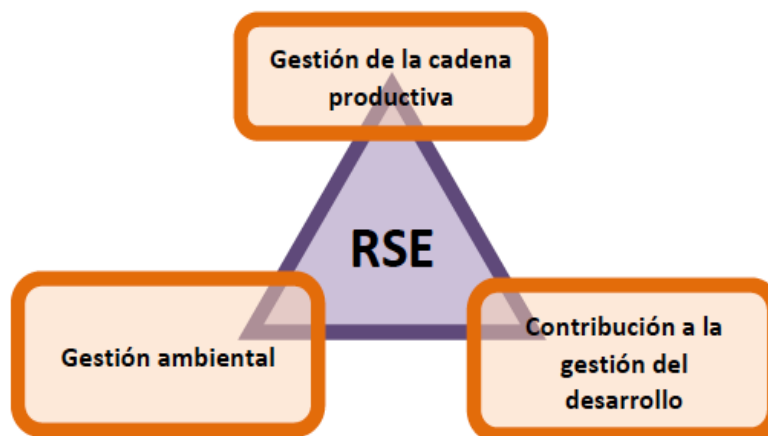 Gestión de la cadena
productiva
RSE
Gestión ambiental
Contribución a la
gestión del
desarrollo